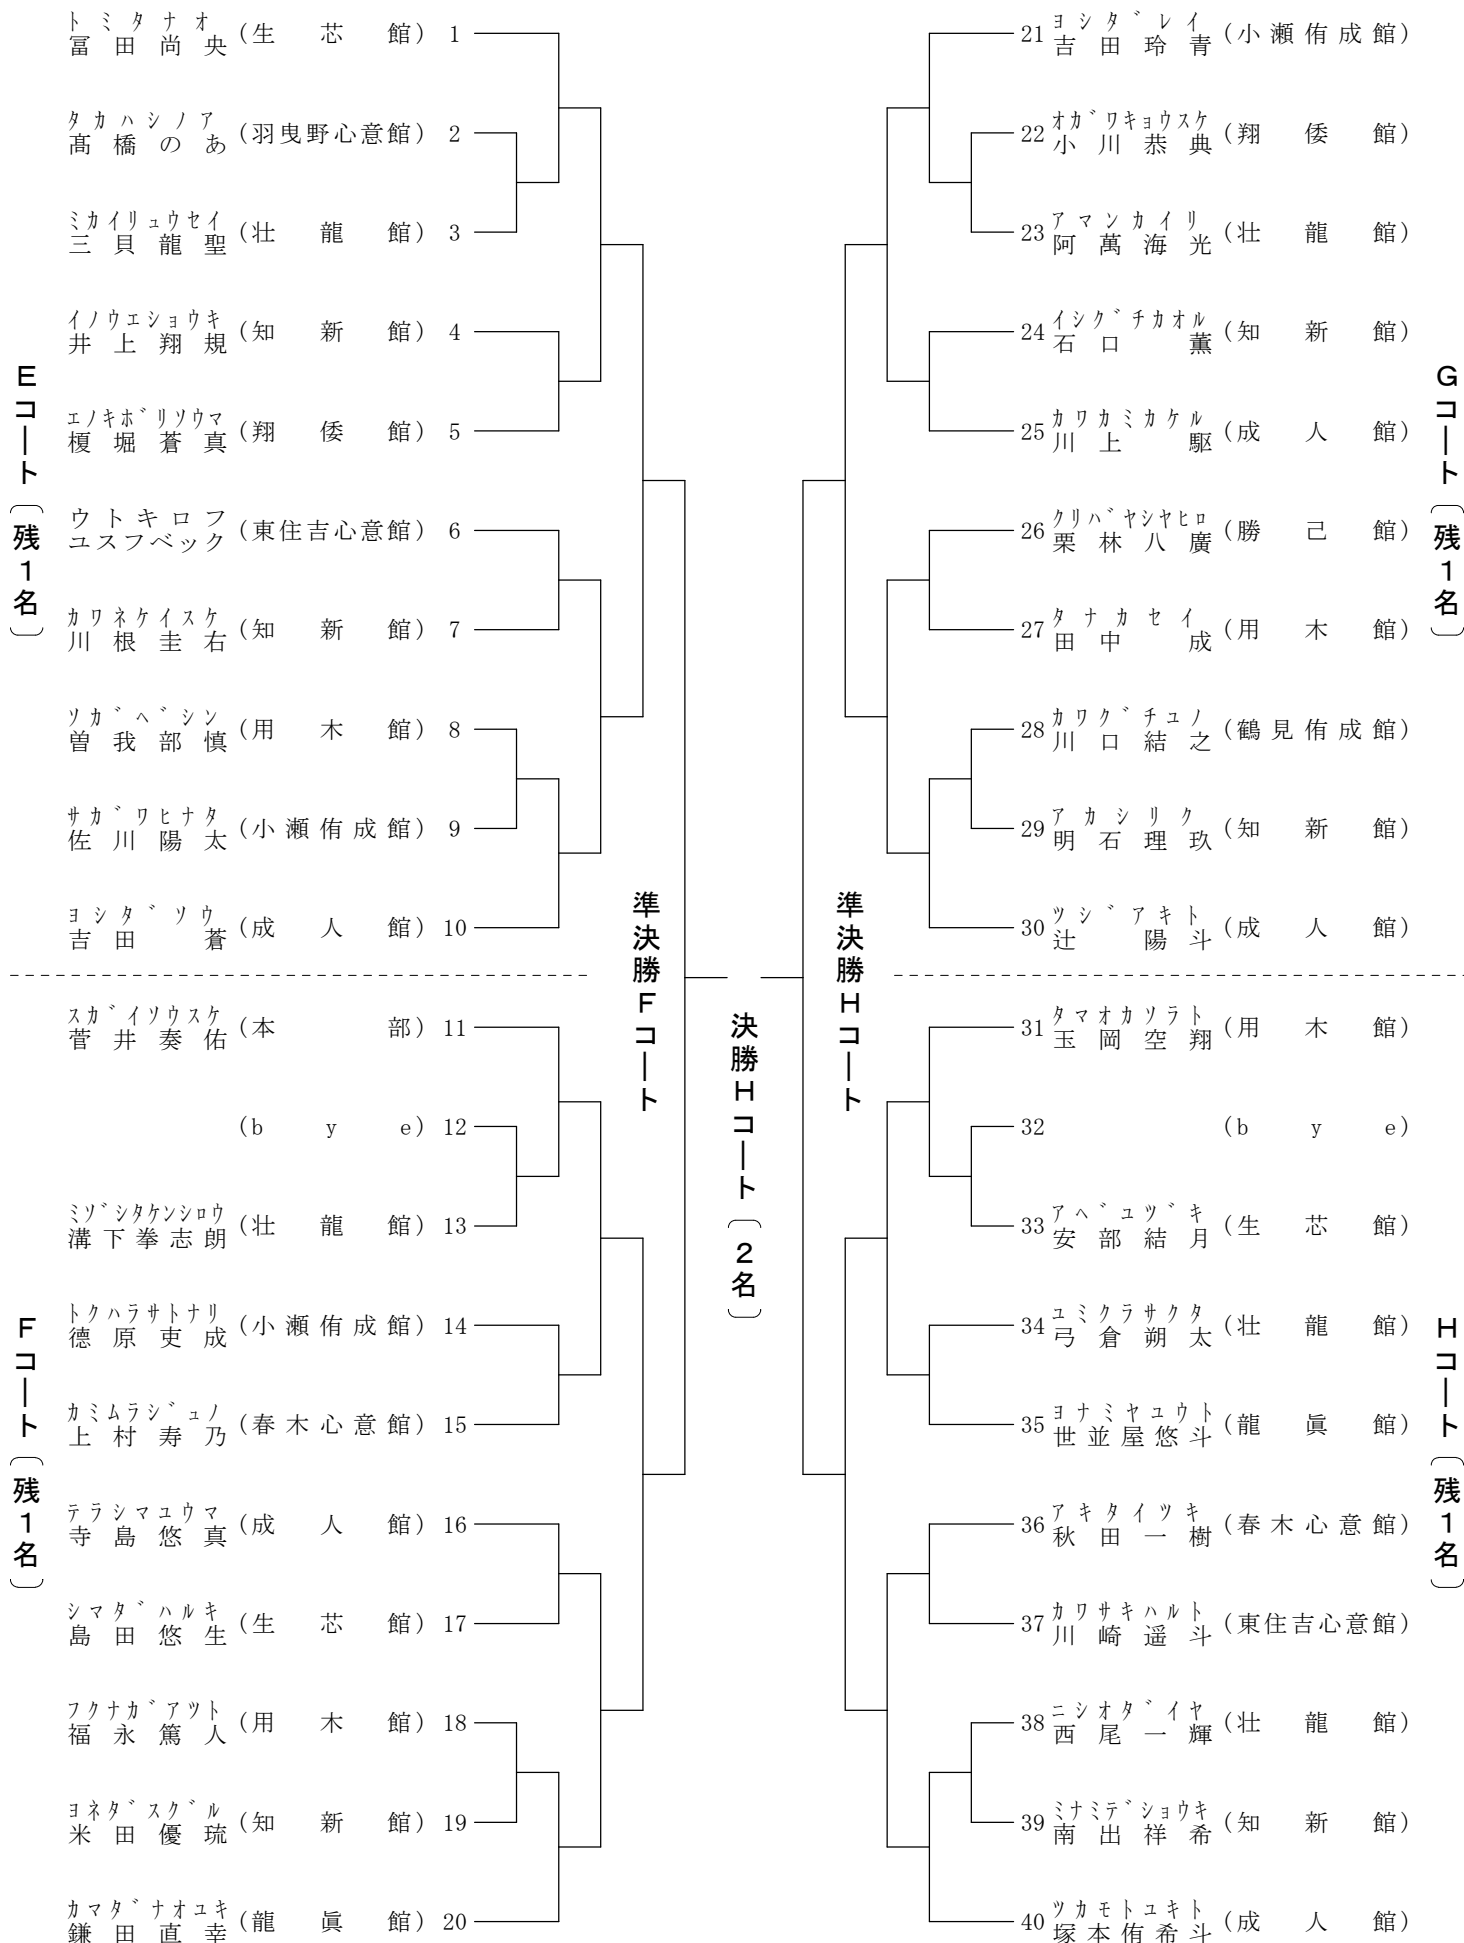 トミタナオ
冨田尚央 (生芯館) 1
タカハシノア
髙橋のあ (羽曳野心意館) 2
ミカイリュウセイ
三貝龍聖 (壮龍館) 3
イノウエショウキ
井上翔規 (知新館) 4
エノキボリソウマ
榎堀蒼真 (翔倭館) 5
ウトキロフ
ユスフベック (東住吉心意館) 6
カワネケイスケ
川根圭右 (知新館) 7
ソガベシン
曽我部慎 (用木館) 8
サガワヒナタ
佐川陽太 (小瀬侑成館) 9
ヨシダソウ
吉田蒼 (成人館) 10
Eコート〔残1名〕
スガイソウスケ
菅井奏佑 (本部) 11
(bye) 12
ミゾシタケンシロウ
溝下拳志朗 (壮龍館) 13
トクハラサトナリ
德原吏成 (小瀬侑成館) 14
カミムラジュノ
上村寿乃 (春木心意館) 15
テラシマユウマ
寺島悠真 (成人館) 16
シマダハルキ
島田悠生 (生芯館) 17
フクナガアツト
福永篤人 (用木館) 18
ヨネダスグル
米田優琉 (知新館) 19
カマダナオユキ
鎌田直幸 (龍眞館) 20
Fコート〔残1名〕
準決勝Fコート
決勝Hコート〔2名〕
準決勝Hコート
ヨシダレイ
21 吉田玲青 (小瀬侑成館)
オガワキョウスケ
22 小川恭典 (翔倭館)
アマンカイリ
23 阿萬海光 (壮龍館)
イシグチカオル
24 石口薫 (知新館)
カワカミカケル
25 川上駆 (成人館)
クリバヤシヤヒロ
26 栗林八廣 (勝己館)
タナカセイ
27 田中成 (用木館)
カワグチユノ
28 川口結之 (鶴見侑成館)
アカシリク
29 明石理玖 (知新館)
ツジアキト
30 辻陽斗 (成人館)
Gコート〔残1名〕
タマオカソラト
31 玉岡空翔 (用木館)
32 (bye)
アベユヅキ
33 安部結月 (生芯館)
ユミクラサクタ
34 弓倉朔太 (壮龍館)
ヨナミヤユウト
35 世並屋悠斗 (龍眞館)
アキタイツキ
36 秋田一樹 (春木心意館)
カワサキハルト
37 川崎遥斗 (東住吉心意館)
ニシオダイヤ
38 西尾一輝 (壮龍館)
ミナミデショウキ
39 南出祥希 (知新館)
ツカモトユキト
40 塚本侑希斗 (成人館)
Hコート〔残1名〕